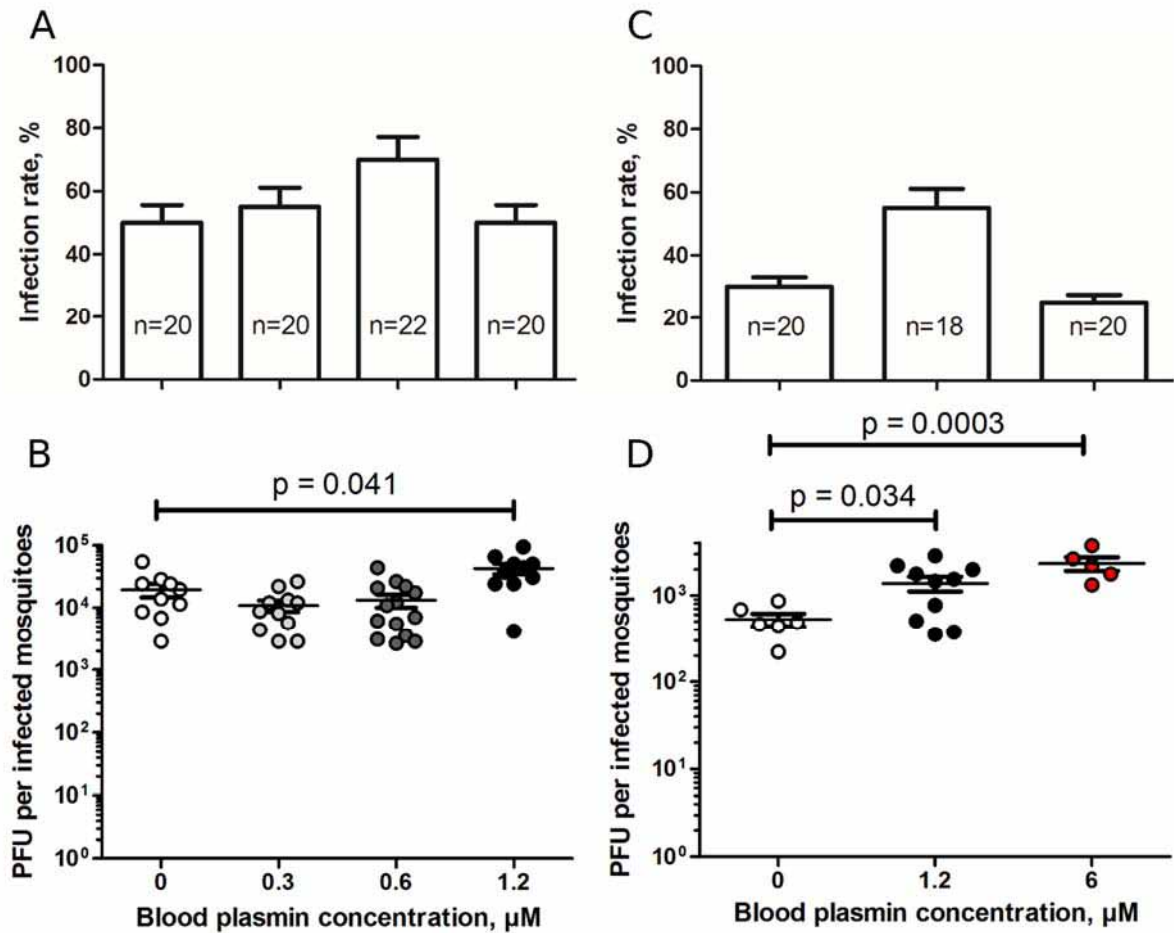 A
Infection rate, %
100
80
60
40
20
0
n=20
n=20
n=22
n=20
C
Infection rate, %
100
80
60
40
20
0
n=20
n=18
n=20
B
p = 0.041
PFU per infected mosquitoes
10⁵
10⁴
10³
10²
10¹
10⁰
0 0.3 0.6 1.2
Blood plasmin concentration, µM
p = 0.0003
D
p = 0.034
PFU per infected mosquitoes
10³
10²
10¹
10⁰
0 1.2 6
Blood plasmin concentration, µM